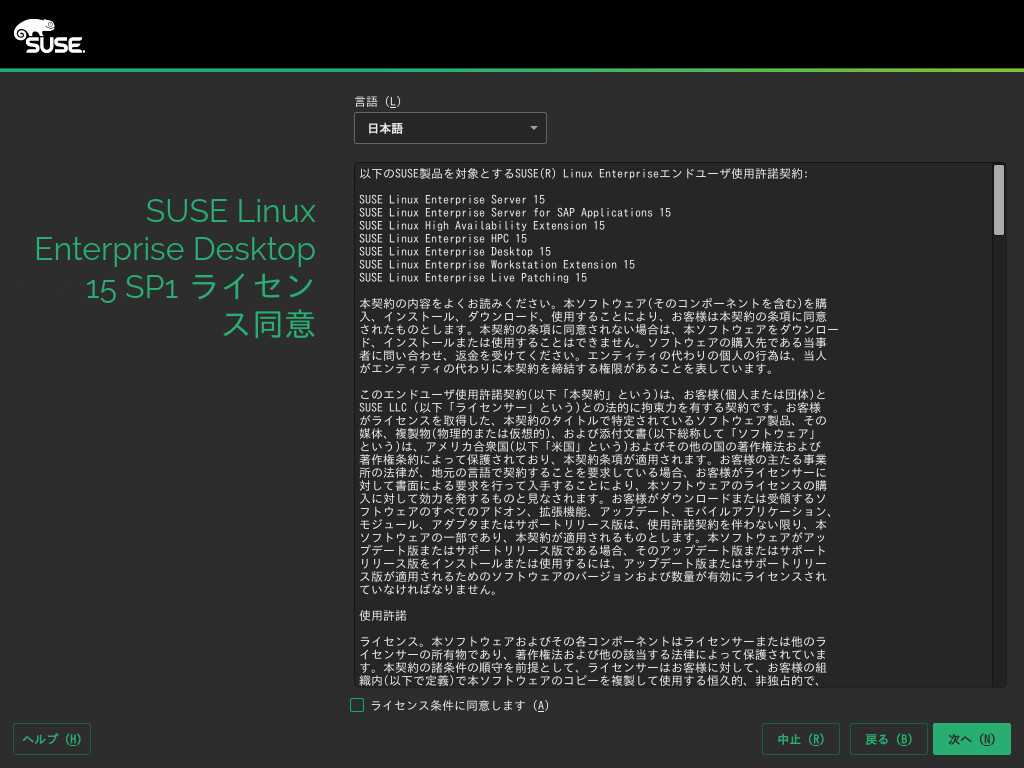 SUSE
SUSE Linux
Enterprise Desktop
15 SP1 ライセン
ス同意
言語 (L)
日本語
以下のSUSE製品を対象とするSUSE(R) Linux Enterpriseエンドユーザ使用許諾契約:
SUSE Linux Enterprise Server 15
SUSE Linux Enterprise Server for SAP Applications 15
SUSE Linux High Availability Extension 15
SUSE Linux Enterprise HPC 15
SUSE Linux Enterprise Desktop 15
SUSE Linux Enterprise Workstation Extension 15
SUSE Linux Enterprise Live Patching 15
本契約の内容をよくお読みください。本ソフトウェア(そのコンポーネントを含む)を購
入、インストール、ダウンロード、使用することにより、お客様は本契約の条項に同意
されたものとします。本契約の条項に同意されない場合は、本ソフトウェアをダウンロー
ド、インストールまたは使用することはできません。ソフトウェアの購入先である当事
者に問い合わせ、返金を受けてください。エンティティの代わりの個人の行為は、当人
がエンティティの代わりに本契約を締結する権限があることを表しています。
このエンドユーザ使用許諾契約(以下「本契約」という)は、お客様(個人または団体)と
SUSE LLC (以下「ライセンサー」という)との法的に拘束力を有する契約です。お客様
がライセンスを取得した、本契約のタイトルで特定されているソフトウェア製品、その
媒体、複製物(物理的または仮想的)、および添付文書(以下総称して「ソフトウェア」
という)は、アメリカ合衆国(以下「米国」という)およびその他の国の著作権法および
著作権条約によって保護されており、本契約条項が適用されます。お客様の主たる事業
所の法律が、地元の言語で契約することを要求している場合、お客様がライセンサーに
対して書面による要求を行って入手することにより、本ソフトウェアのライセンスの購
入に対して効力を発するものと見なされます。お客様がダウンロードまたは受領するソ
フトウェアのすべてのアドオン、拡張機能、アップデート、モバイルアプリケーション、
モジュール、アダプタまたはサポートリリース版は、使用許諾契約を伴わない限り、本
ソフトウェアの一部であり、本契約が適用されるものとします。本ソフトウェアがアッ
プデート版またはサポートリリース版である場合、そのアップデート版またはサポート
リリース版をインストールまたは使用するには、アップデート版またはサポートリリー
ス版が適用されるためのソフトウェアのバージョンおよび数量が有効にライセンスされ
ていなければなりません。
使用許諾
ライセンス。本ソフトウェアおよびその各コンポーネントはライセンサーまたは他のラ
イセンサーの所有物であり、著作権法および他の該当する法律によって保護されていま
す。本契約の諸条件の順守を前提として、ライセンサーはお客様に対して、お客様の組
織内(以下で定義)で本ソフトウェアのコピーを複製して使用する恒久的、非独占的で、
ライセンス条件に同意します (A)
ヘルプ (H)
中止 (R)
戻る (B)
次へ (N)